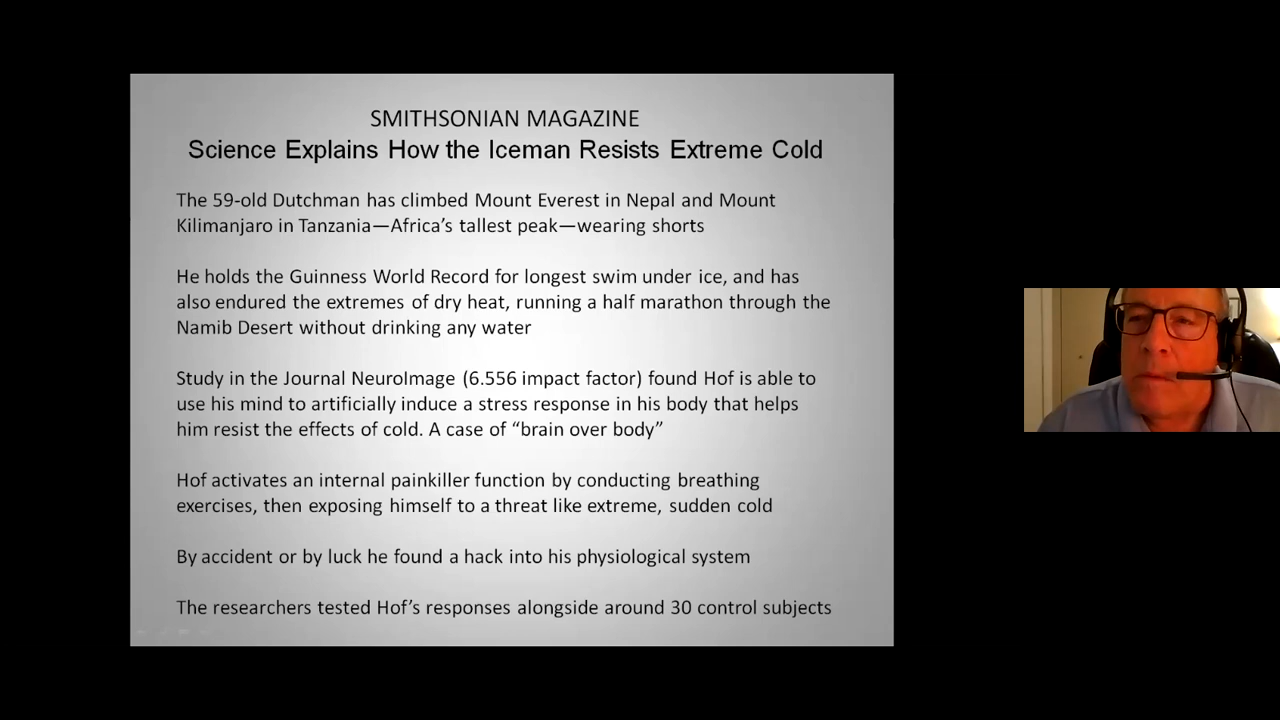 SMITHSONIAN MAGAZINE
Science Explains How the Iceman Resists Extreme Cold
The 59-old Dutchman has climbed Mount Everest in Nepal and Mount
Kilimanjaro in Tanzania—Africa’s tallest peak—wearing shorts
He holds the Guinness World Record for longest swim under ice, and has
also endured the extremes of dry heat, running a half marathon through the
Namib Desert without drinking any water
Study in the Journal NeuroImage (6.556 impact factor) found Hof is able to
use his mind to artificially induce a stress response in his body that helps
him resist the effects of cold. A case of “brain over body”
Hof activates an internal painkiller function by conducting breathing
exercises, then exposing himself to a threat like extreme, sudden cold
By accident or by luck he found a hack into his physiological system
The researchers tested Hof’s responses alongside around 30 control subjects